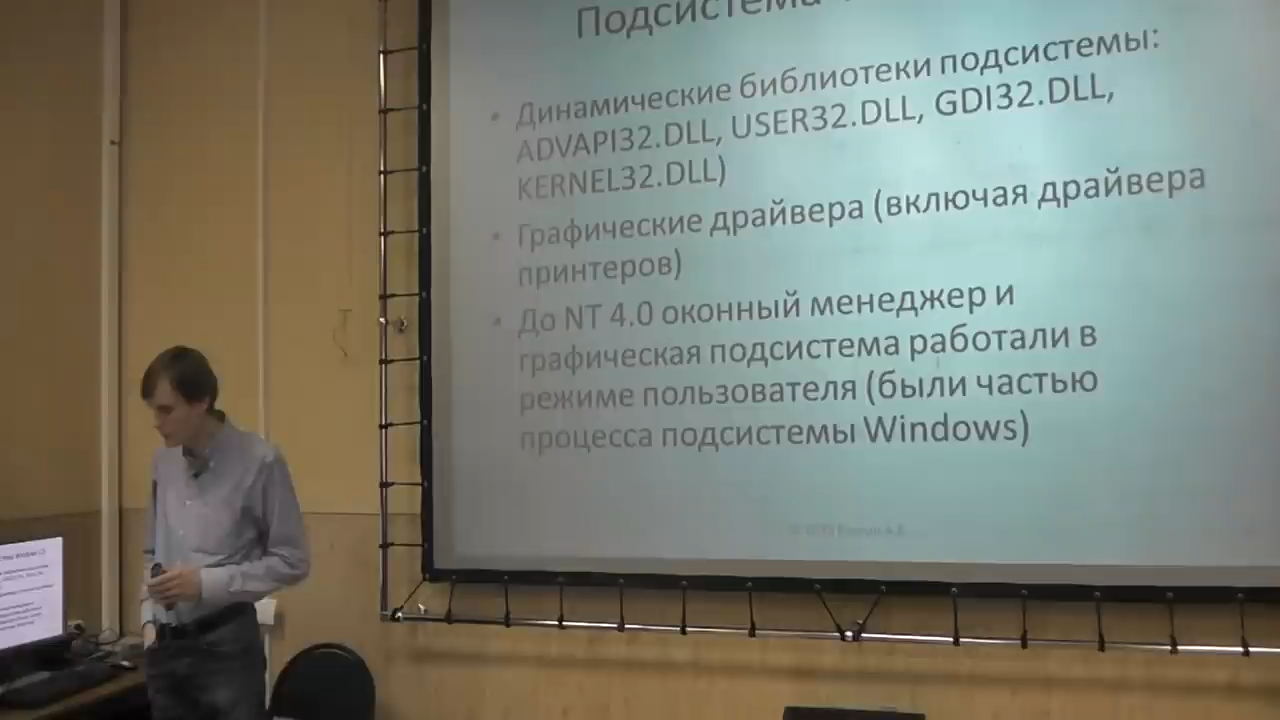 Подсистема
• Динамические библиотеки подсистемы:
ADVAPI32.DLL, USER32.DLL, GDI32.DLL,
KERNEL32.DLL)
• Графические драйвера (включая драйвера
принтеров)
• До NT 4.0 оконный менеджер и
графическая подсистема работали в
режиме пользователя (были частью
процесса подсистемы Windows)